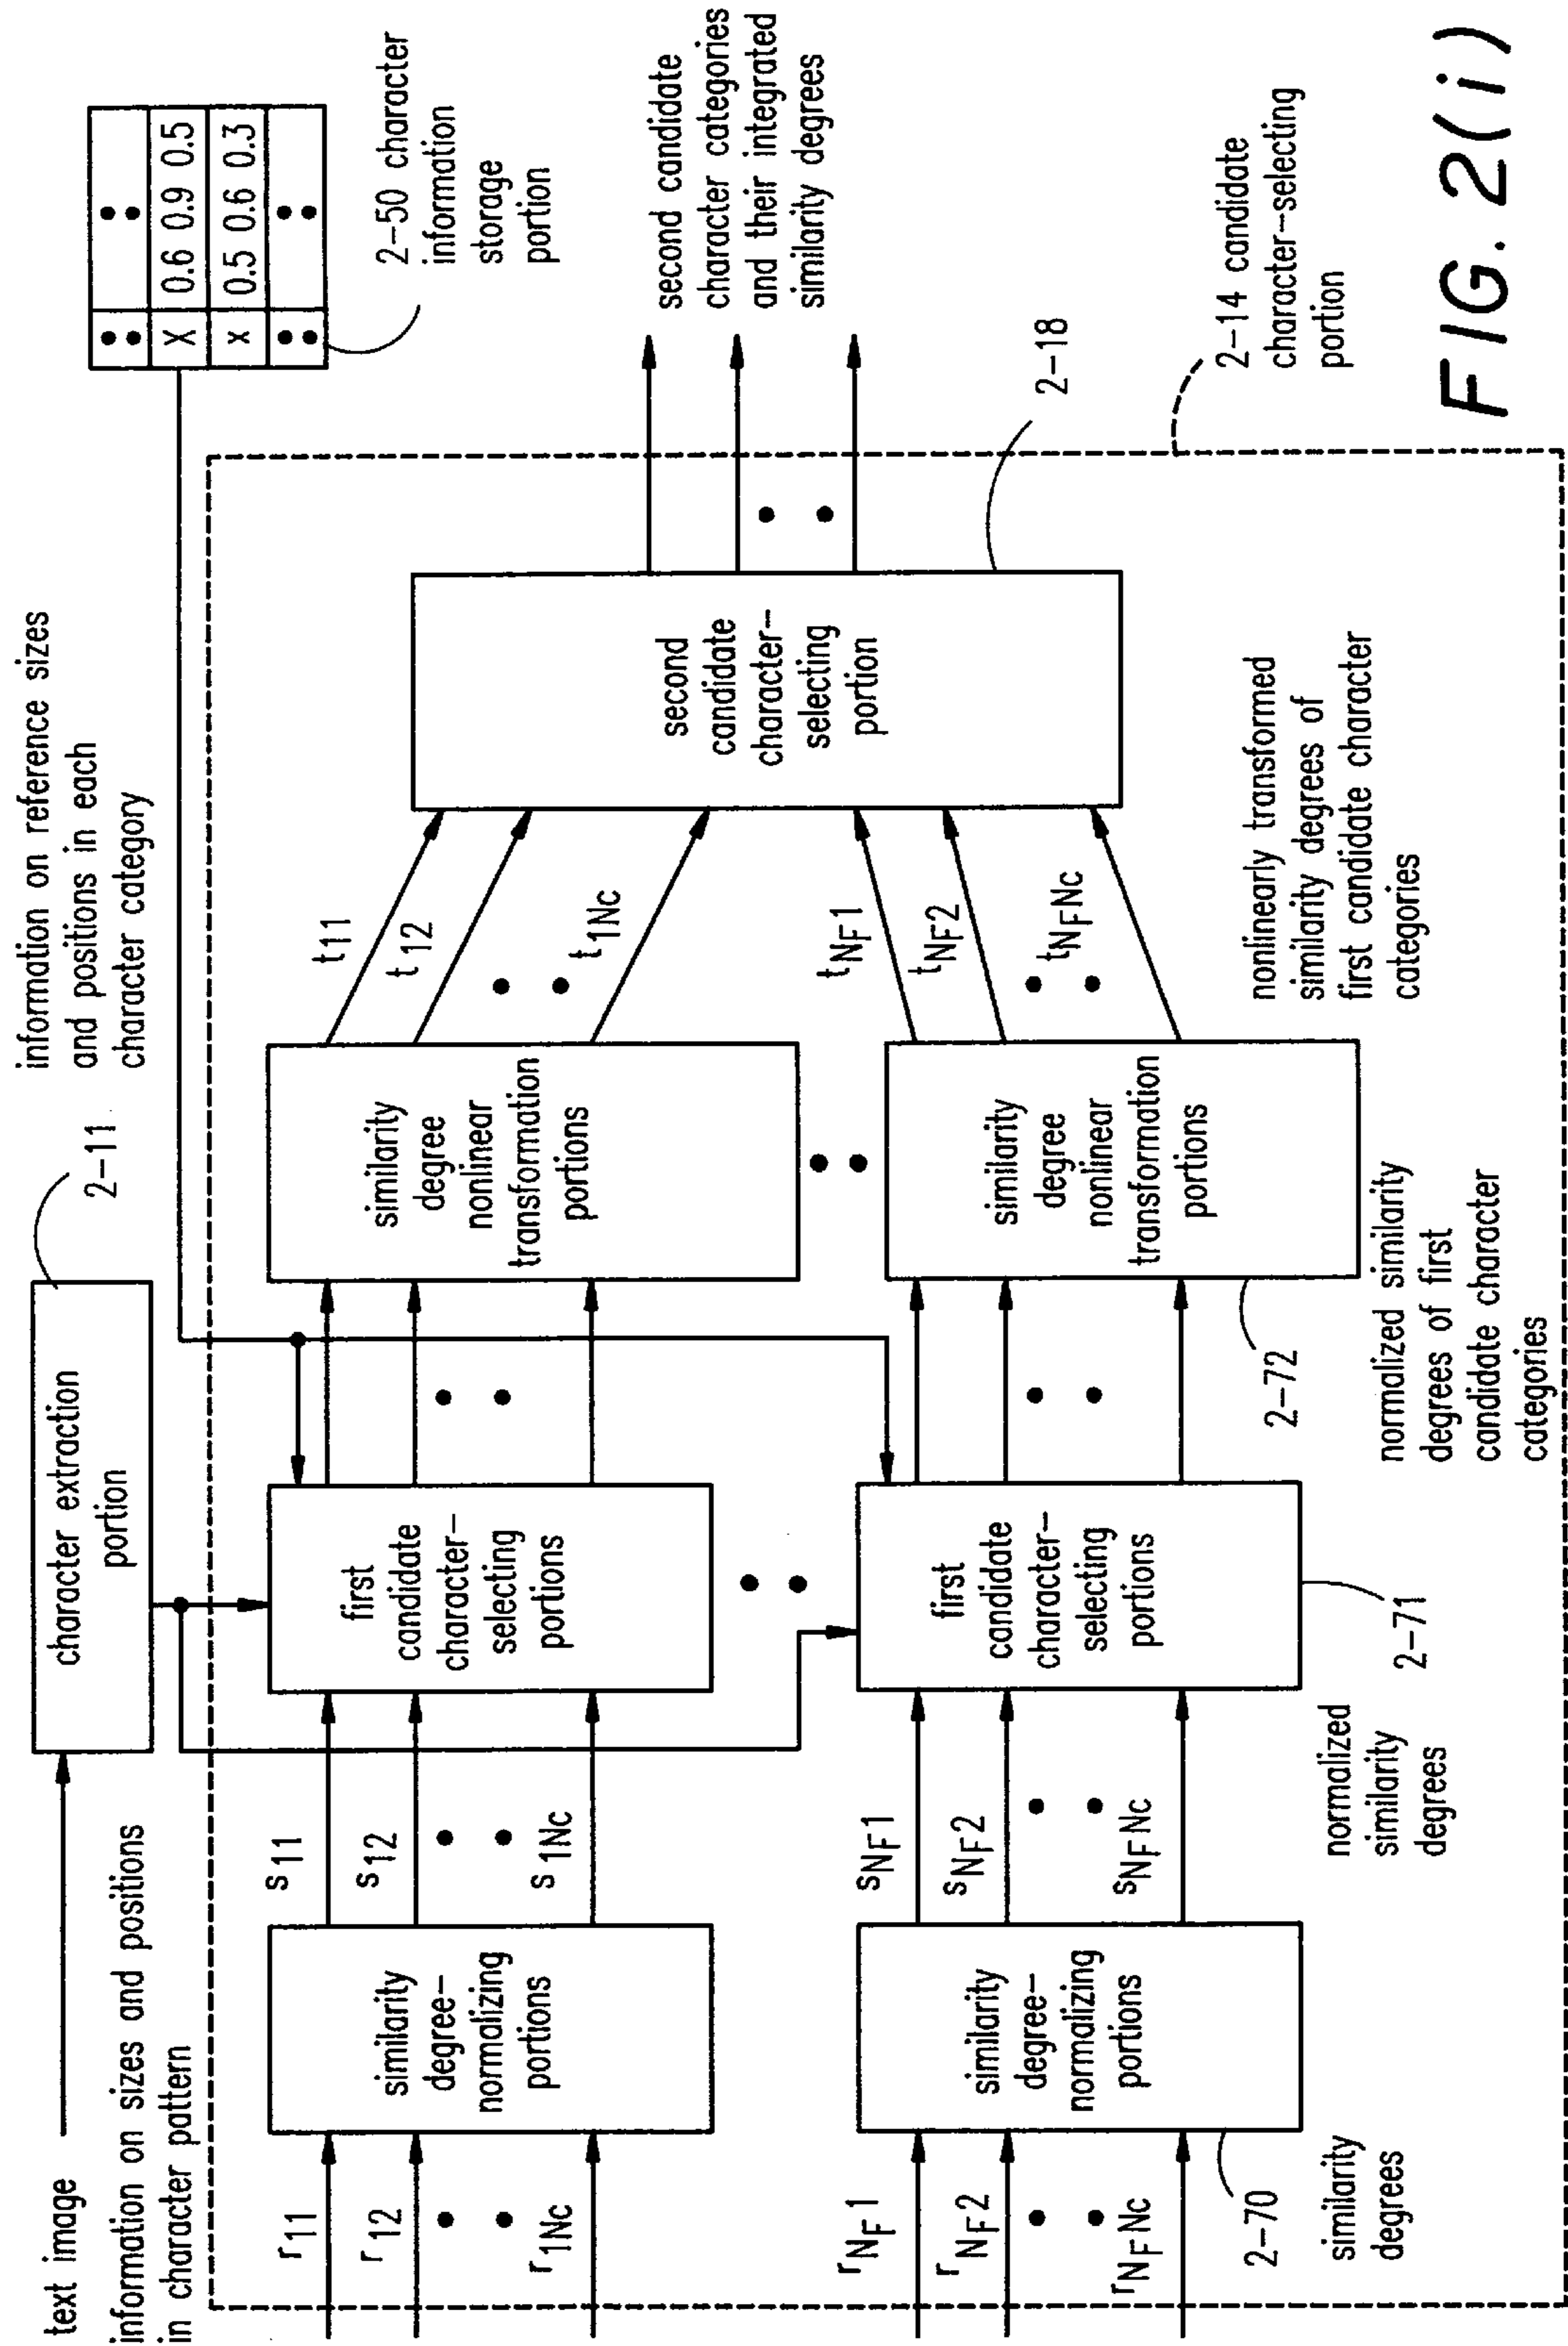 text image
information on sizes and positions
in character pattern
character extraction
portion
2-11
information on reference sizes
and positions in each
character category
X 0.6 0.9 0.5
x 0.5 0.6 0.3
2-50 character
information
storage
portion
r11
r12
r1Nc
similarity
degree-
normalizing
portions
s11
s12
s1Nc
first
candidate
character-
selecting
portions
similarity
degree
nonlinear
transformation
portions
t11
t12
t1Nc
second
candidate
character-
selecting
portion
second candidate
character categories
and their integrated
similarity degrees
2-18
rNF1
rNF2
rNFNc
similarity
degree-
normalizing
portions
2-70
similarity
degrees
sNF1
sNF2
sNFNc
normalized
similarity
degrees
first
candidate
character-
selecting
portions
2-71
similarity
degree
nonlinear
transformation
portions
2-72
normalized similarity
degrees of first
candidate character
categories
tNF1
tNF2
tNFNc
nonlinearly transformed
similarity degrees of
first candidate character
categories
2-14 candidate
character-selecting
portion
FIG. 2(i)